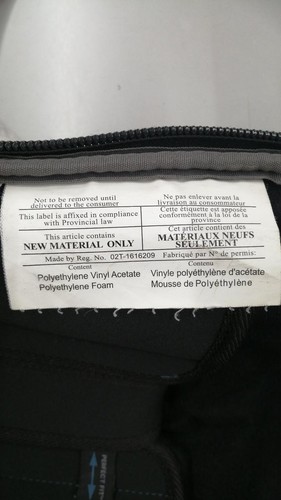 Not to be removed until
delivered to the consumer
Ne pas enlever avant la
livraison au consommateur
This label is affixed in compliance
with Provincial law
Cette étiquette est apposée
conformément à la loi de la
province
This article contains
NEW MATERIAL ONLY
Cet article contient des
MATÉRIAUX NEUFS
SEULEMENT
Made by Reg. No. 02T-1616209 Fabriqué par N° de permis:
Content
Polyethylene Vinyl Acetate
Polyethylene Foam
Contenu
Vinyle polyéthylène d'acétate
Mousse de Polyéthylène
PERFECT FIT